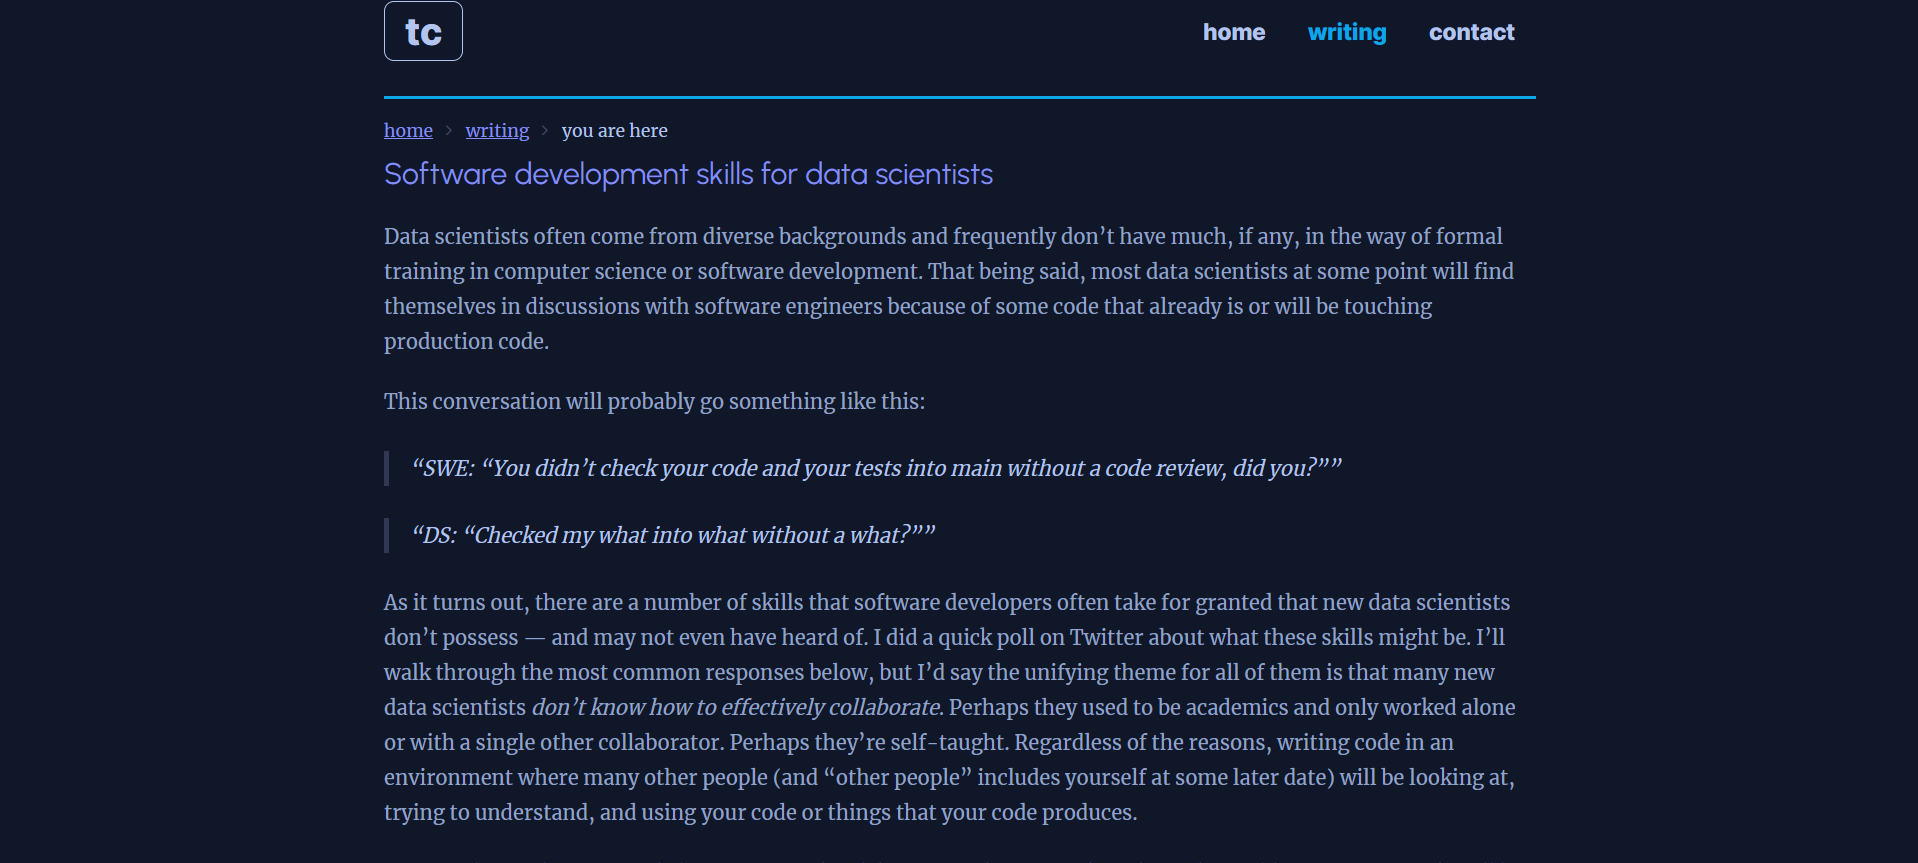 tc
home writing contact
home > writing > you are here
Software development skills for data scientists
Data scientists often come from diverse backgrounds and frequently don’t have much, if any, in the way of formal
training in computer science or software development. That being said, most data scientists at some point will find
themselves in discussions with software engineers because of some code that already is or will be touching
production code.
This conversation will probably go something like this:
“SWE: “You didn’t check your code and your tests into main without a code review, did you?””
“DS: “Checked my what into what without a what?””
As it turns out, there are a number of skills that software developers often take for granted that new data scientists
don’t possess — and may not even have heard of. I did a quick poll on Twitter about what these skills might be. I’ll
walk through the most common responses below, but I’d say the unifying theme for all of them is that many new
data scientists don’t know how to effectively collaborate. Perhaps they used to be academics and only worked alone
or with a single other collaborator. Perhaps they’re self-taught. Regardless of the reasons, writing code in an
environment where many other people (and “other people” includes yourself at some later date) will be looking at,
trying to understand, and using your code or things that your code produces.